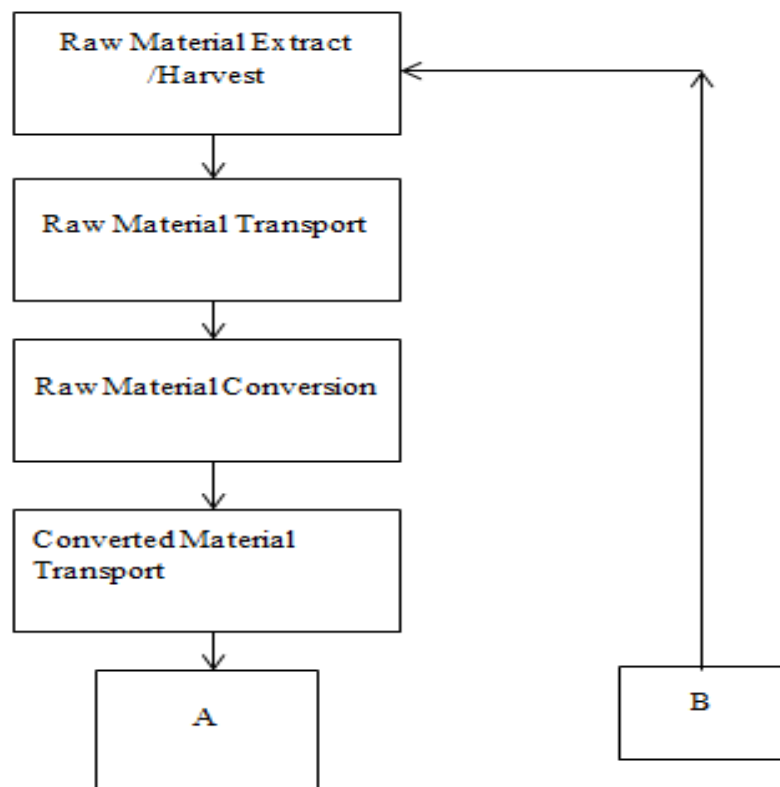 Raw Material Extract
/Harvest
Raw Material Transport
Raw Material Conversion
Converted Material
Transport
A
B